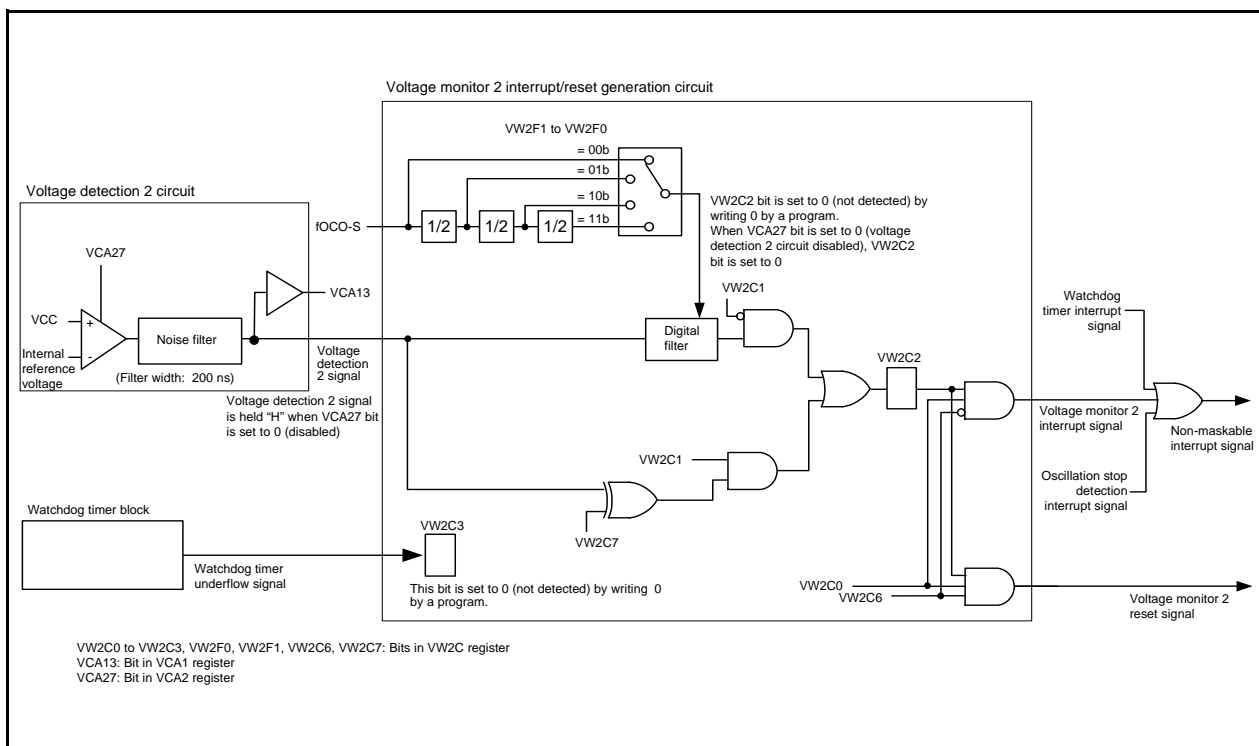 Voltage monitor 2 interrupt/reset generation circuit
VW2F1 to VW2F0
= 00b
= 01b
= 10b
= 11b
fOCO-S
1/2
1/2
1/2
Voltage detection 2 circuit
VCA27
VCC
+
-
Internal
reference
voltage
Noise filter
(Filter width: 200 ns)
VCA13
Voltage
detection
2 signal
Voltage detection 2 signal
is held “H” when VCA27 bit
is set to 0 (disabled)
VW2C2 bit is set to 0 (not detected) by
writing 0 by a program.
When VCA27 bit is set to 0 (voltage
detection 2 circuit disabled), VW2C2
bit is set to 0
VW2C1
Digital
filter
VW2C2
Watchdog
timer interrupt
signal
Voltage monitor 2
interrupt signal
Non-maskable
interrupt signal
Oscillation stop
detection
interrupt signal
VW2C1
VW2C7
Watchdog timer block
Watchdog timer
underflow signal
VW2C3
This bit is set to 0 (not detected) by writing 0
by a program.
VW2C0
VW2C6
Voltage monitor 2
reset signal
VW2C0 to VW2C3, VW2F0, VW2F1, VW2C6, VW2C7: Bits in VW2C register
VCA13: Bit in VCA1 register
VCA27: Bit in VCA2 register